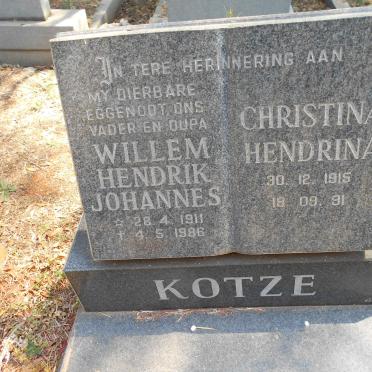 IN TERE HERINNERING AAN
MY DIERBARE
EGGENOOT, ONS
VADER EN OUPA
WILLEM
HENDRIK
JOHANNES
☆ 28. 4. 1911
† 4. 5. 1986
CHRISTINA
HENDRINA
30. 12. 1915
18. 09. 91
KOTZE